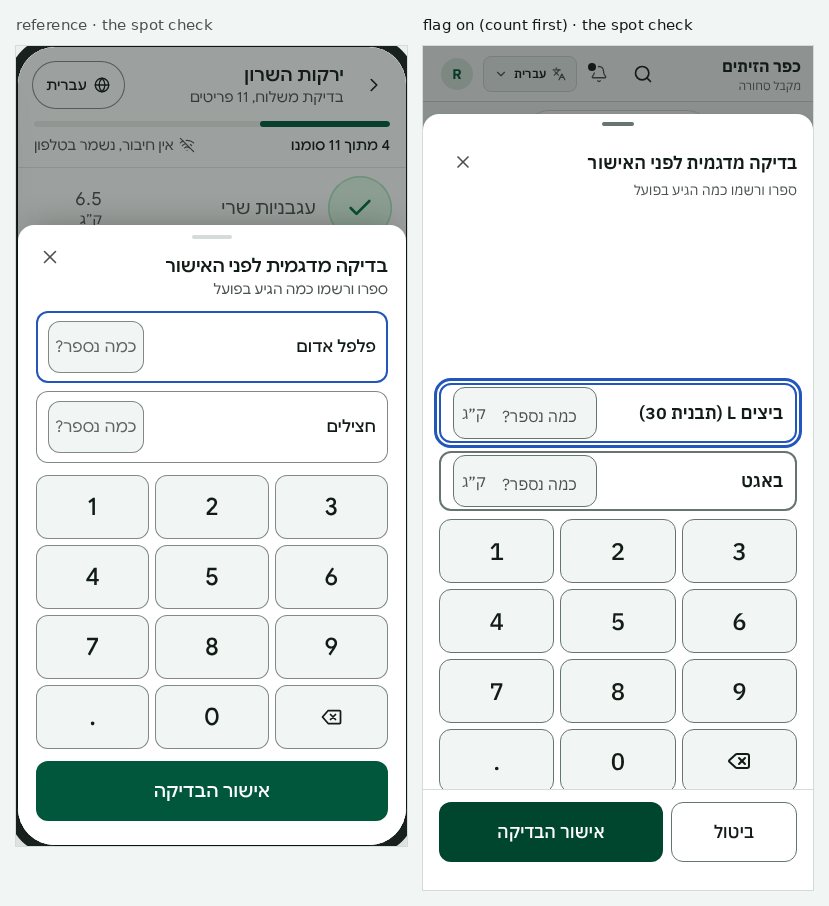 reference · the spot check
ירקות השרון
בדיקת משלוח, 11 פריטים
עברית
4 מתוך 11 סומנו
אין חיבור, נשמר בטלפון
עגבניות שרי
6.5
ק״ג
בדיקה מדגמית לפני האישור
ספרו ורשמו כמה הגיע בפועל
פלפל אדום
כמה נספר?
חצילים
כמה נספר?
1 2 3
4 5 6
7 8 9
. 0
אישור הבדיקה
flag on (count first) · the spot check
כפר הזיתים
מקבל סחורה
עברית
R
בדיקה מדגמית לפני האישור
ספרו ורשמו כמה הגיע בפועל
ביצים L (תבנית 30)
כמה נספר? ק״ג
באגט
כמה נספר? ק״ג
1 2 3
4 5 6
7 8 9
. 0
ביטול
אישור הבדיקה